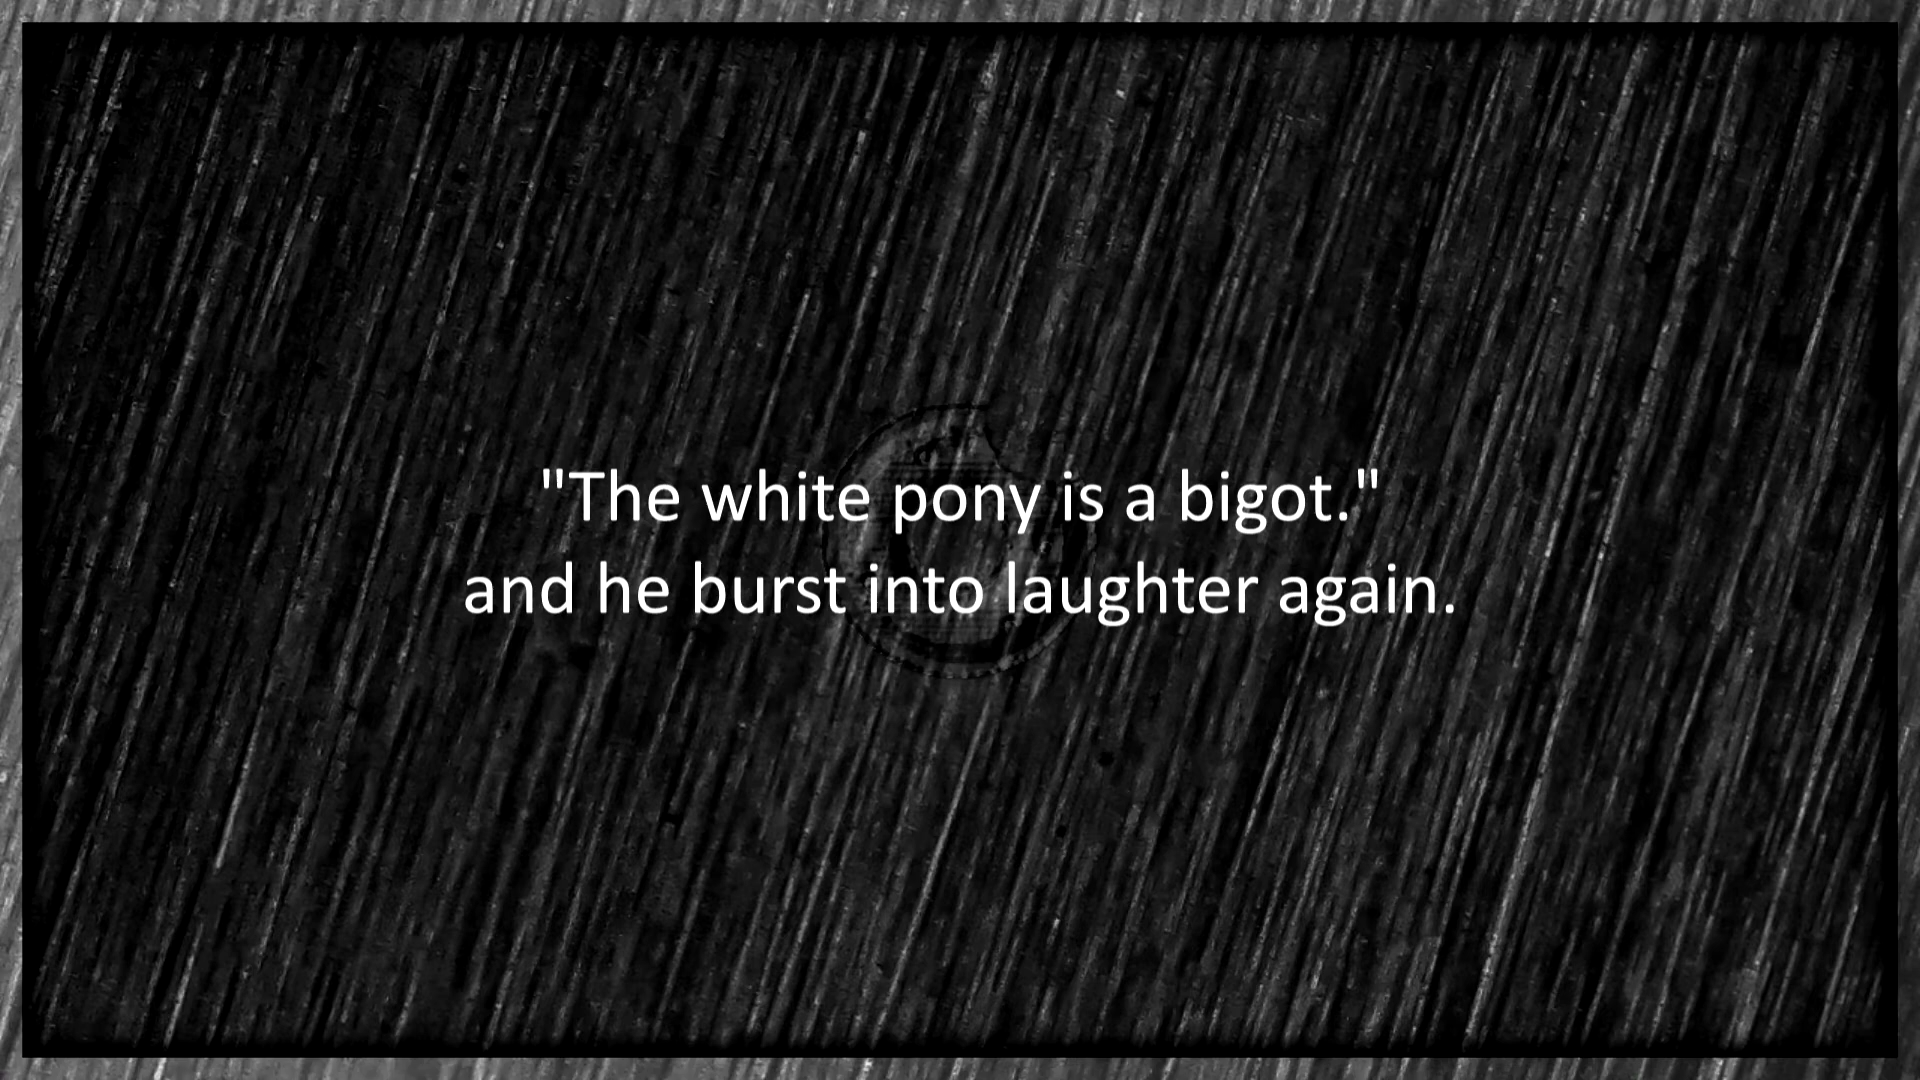 "The white pony is a bigot."
and he burst into laughter again.